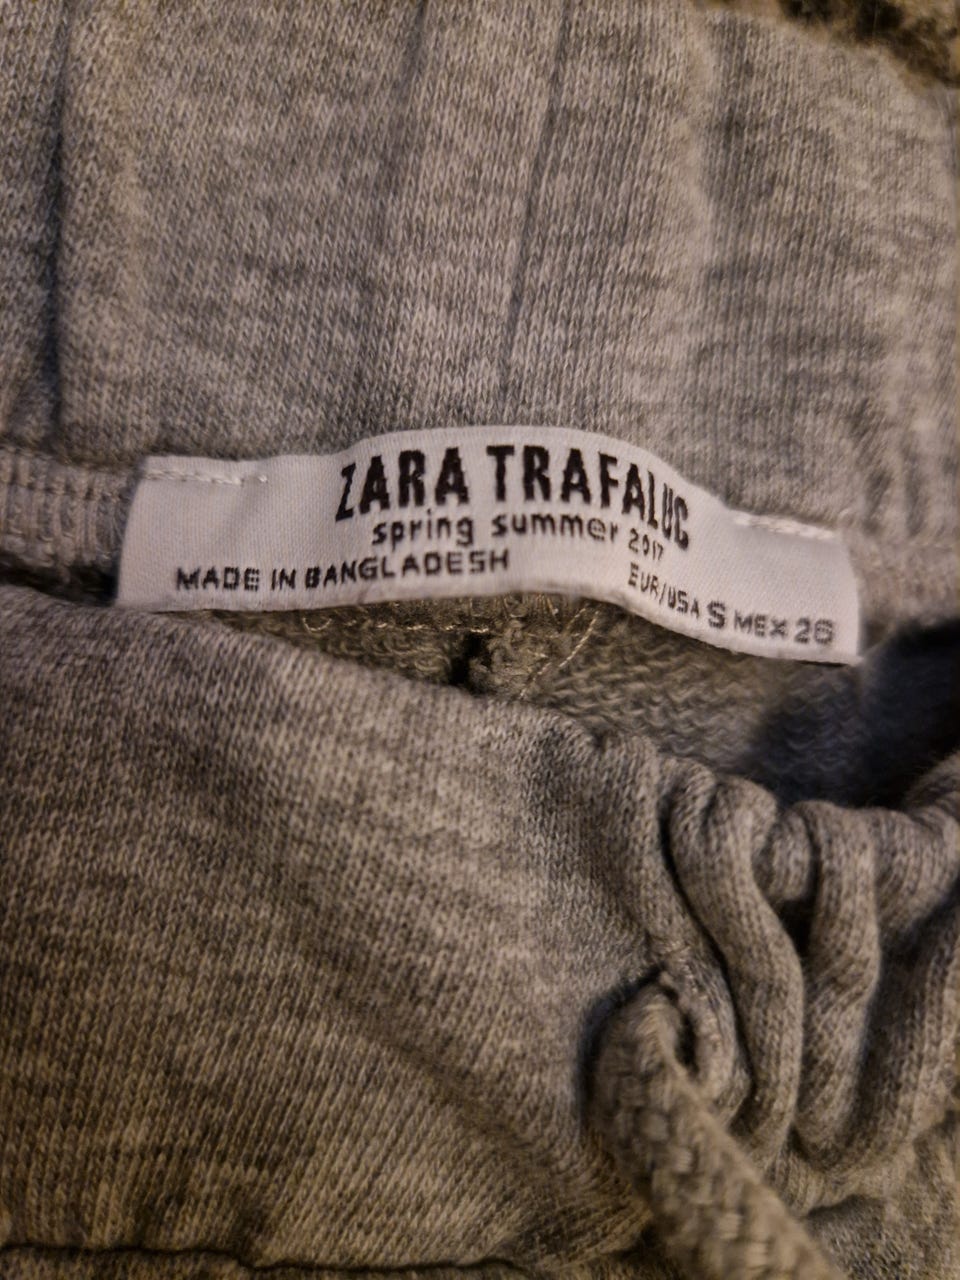 ZARA TRAFALUC
spring summer 2017
MADE IN BANGLADESH
EUR/USA S MEX 26